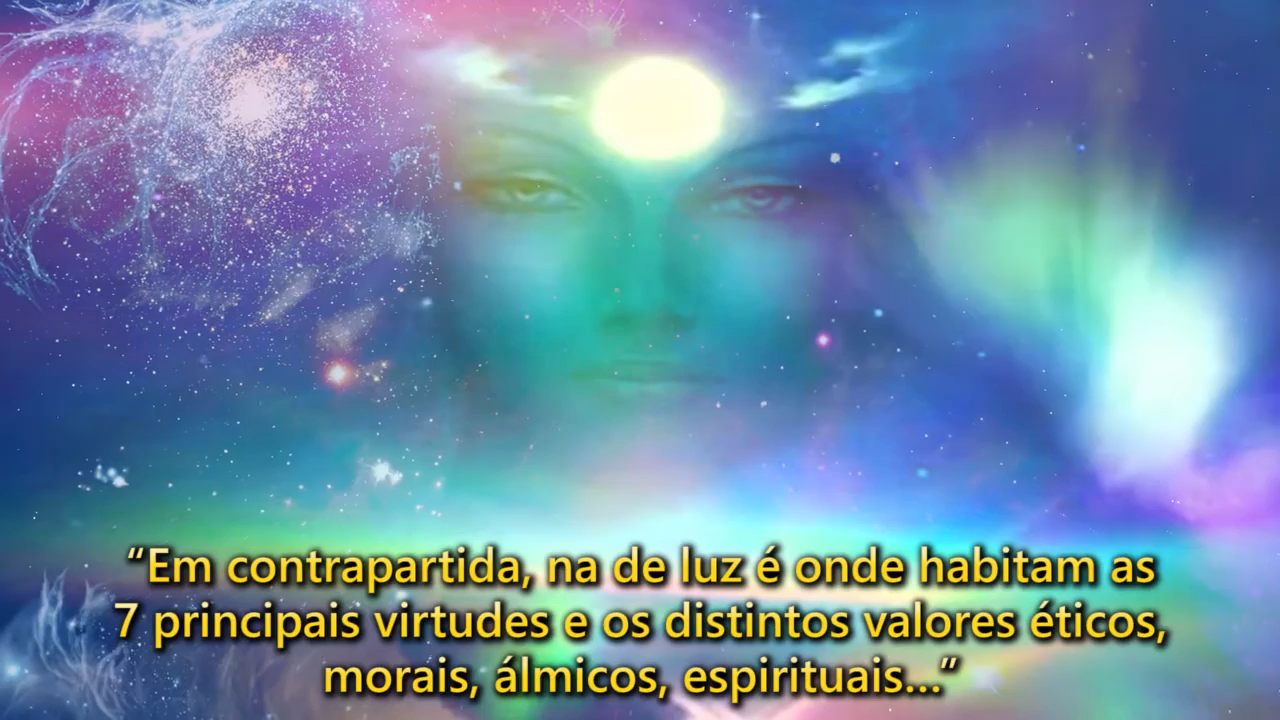 “Em contrapartida, na de luz é onde habitam as
7 principais virtudes e os distintos valores éticos,
morais, álmicos, espirituais...”